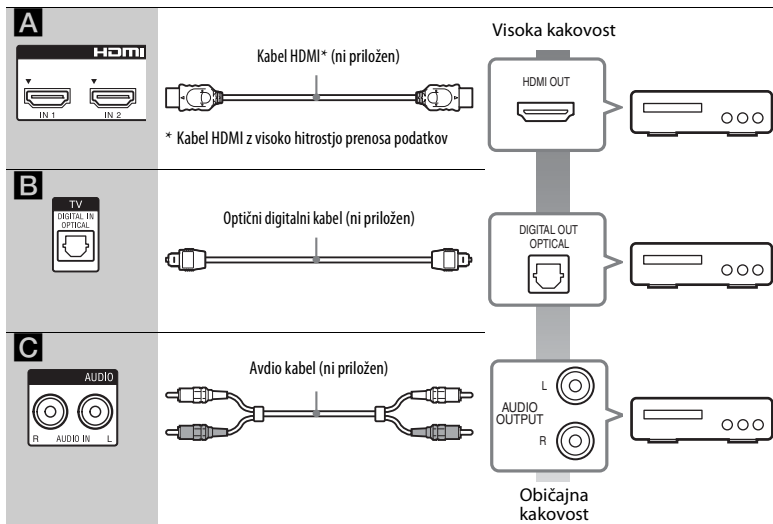 A
HDMI
IN 1 IN 2
Kabel HDMI* (ni priložen)
* Kabel HDMI z visoko hitrostjo prenosa podatkov
Visoka kakovost
HDMI OUT
B
TV
DIGITAL IN
OPTICAL
Optični digitalni kabel (ni priložen)
DIGITAL OUT
OPTICAL
C
AUDIO
R AUDIO IN L
Avdio kabel (ni priložen)
L
AUDIO
OUTPUT
R
Običajna
kakovost